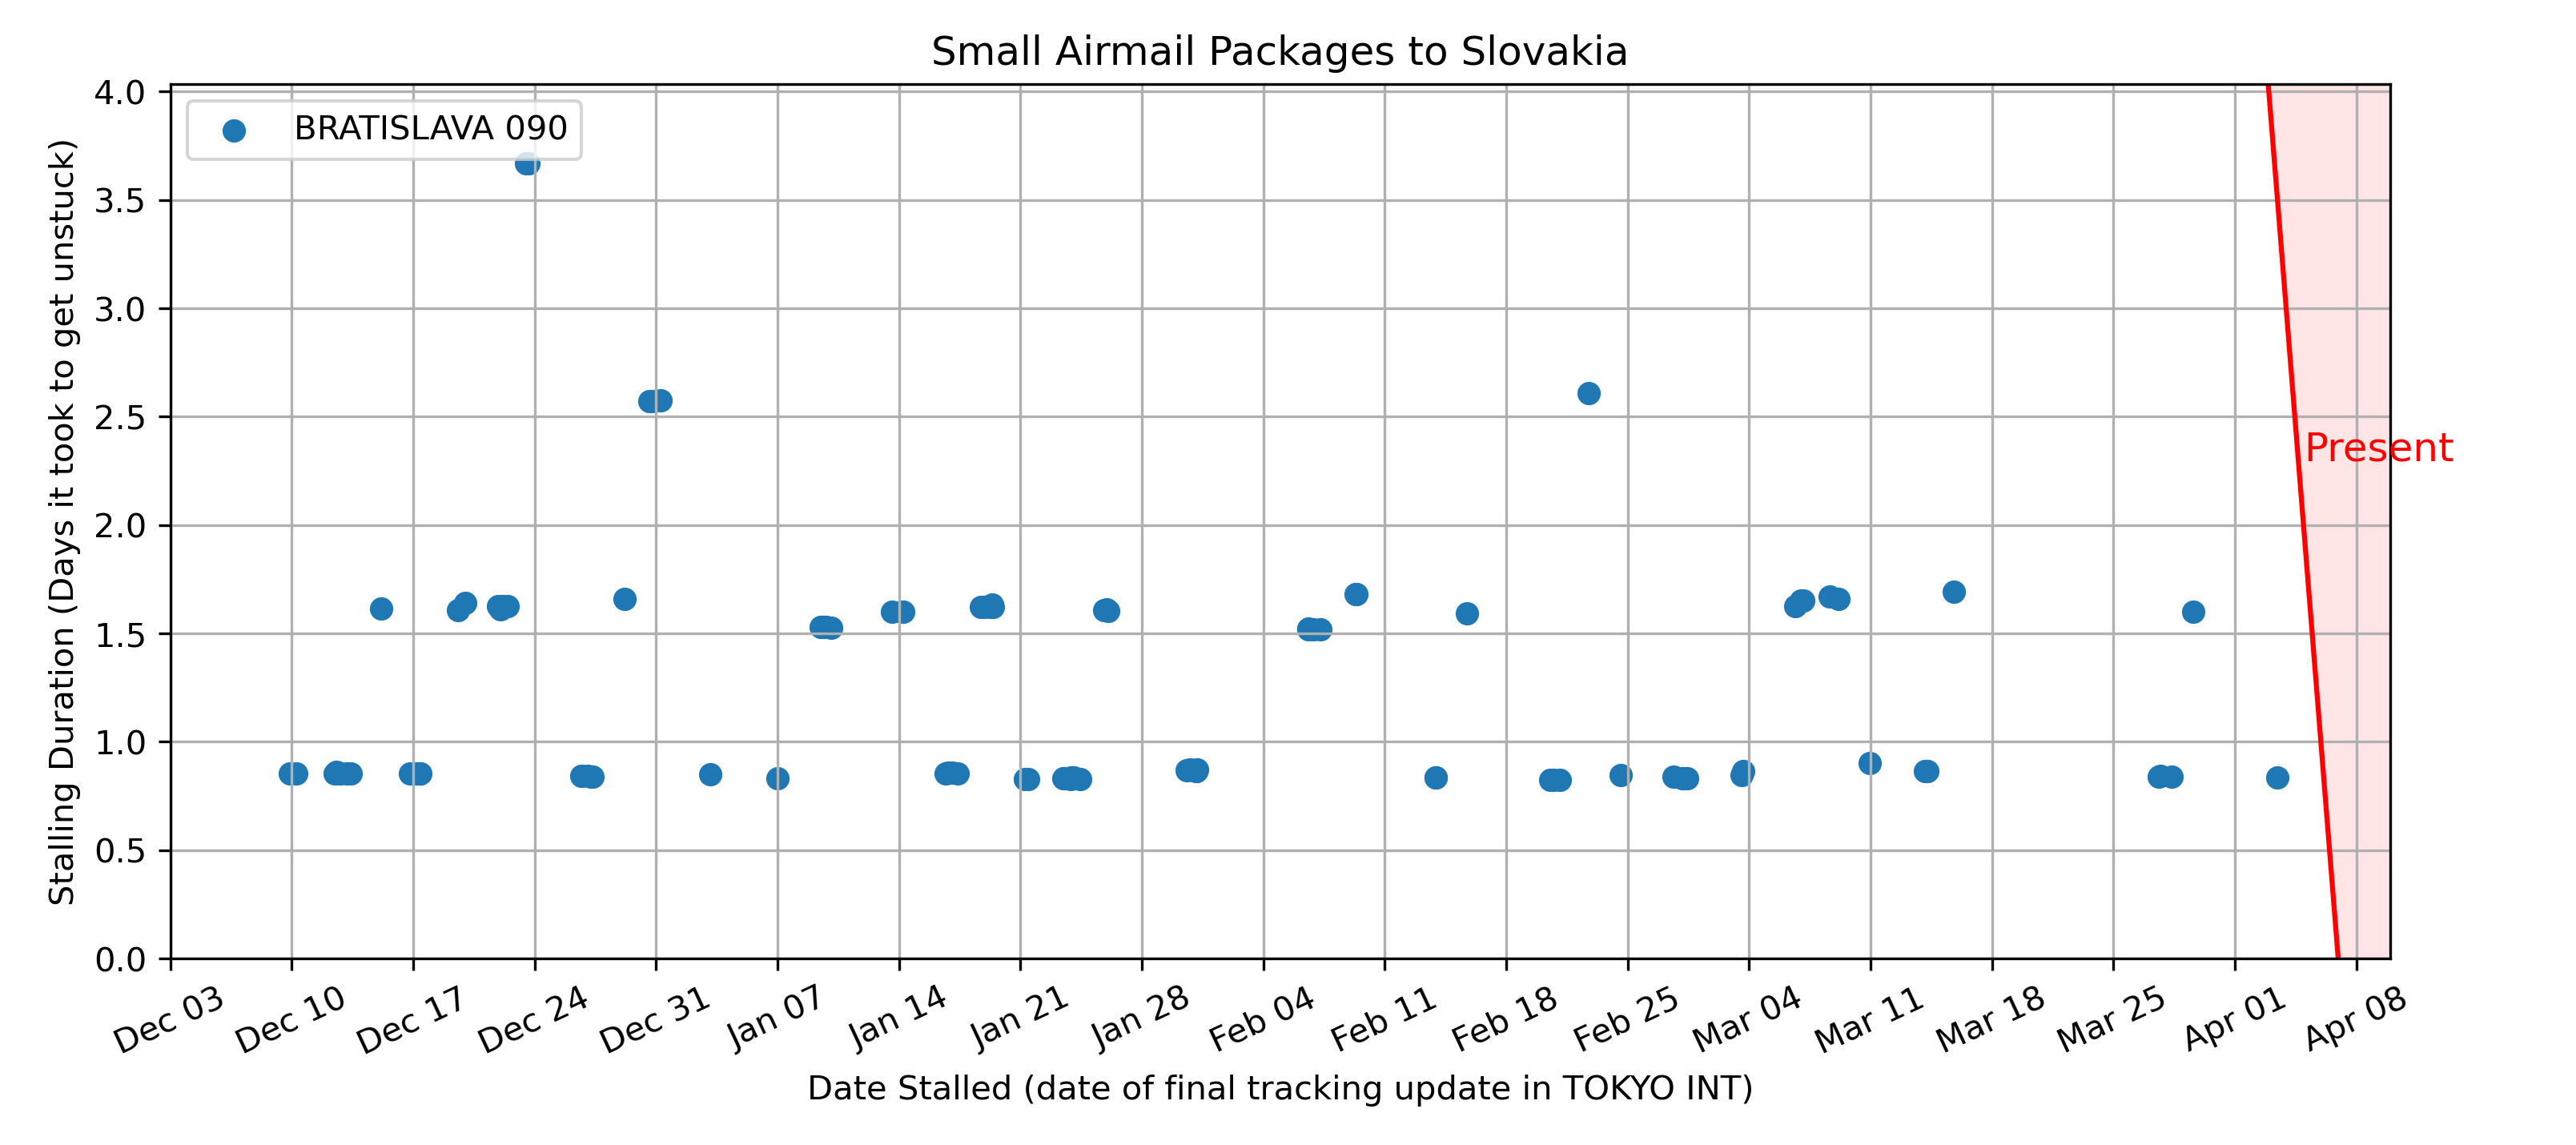 Small Airmail Packages to Slovakia
BRATISLAVA 090
Stalling Duration (Days it took to get unstuck)
4.0
3.5
3.0
2.5
2.0
1.5
1.0
0.5
0.0
Present
Dec 03 Dec 10 Dec 17 Dec 24 Dec 31 Jan 07 Jan 14 Jan 21 Jan 28 Feb 04 Feb 11 Feb 18 Feb 25 Mar 04 Mar 11 Mar 18 Mar 25 Apr 01 Apr 08
Date Stalled (date of final tracking update in TOKYO INT)